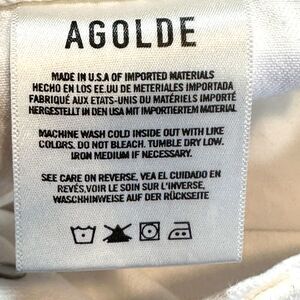 AGOLDE
MADE IN U.S.A OF IMPORTED MATERIALS
HECHO EN LOS EE.UU DE METERIALES IMPORTADA
FABRIQUÉ AUX ETATS-UNIS DU MATÉRIELS IMPORTÉ
HERGESTELLT IN DEN USA MIT IMPORTIERTEM MATERIAL
MACHINE WASH COLD INSIDE OUT WITH LIKE
COLORS. DO NOT BLEACH. TUMBLE DRY LOW.
IRON MEDIUM IF NECESSARY.
SEE CARE ON REVERSE, VEA EL CUIDADO EN
REVÉS,VOIR LE SOIN SUR L'INVERSE,
WASCHHINWEISE AUF DER RÜCKSEITE